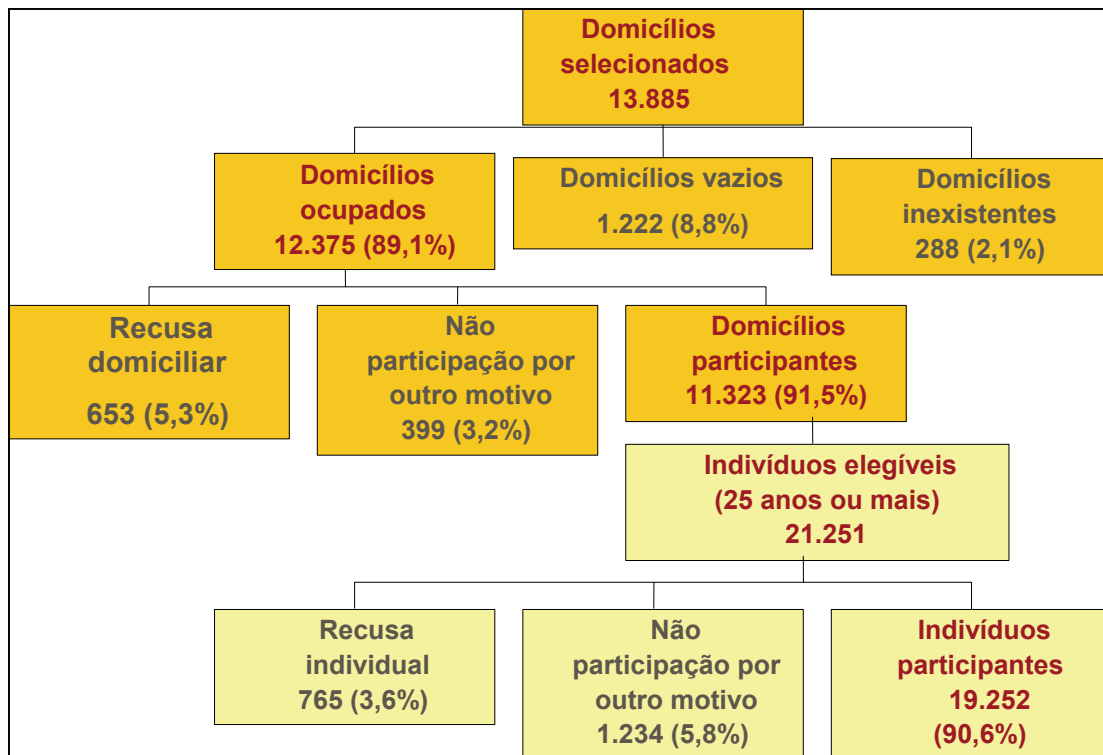 Domicílios
selecionados
13.885
Domicílios
ocupados
12.375 (89,1%)
Domicílios vazios
1.222 (8,8%)
Domicílios
inexistentes
288 (2,1%)
Recusa
domiciliar
653 (5,3%)
Não
participação por
outro motivo
399 (3,2%)
Domicílios
participantes
11.323 (91,5%)
Indivíduos elegíveis
(25 anos ou mais)
21.251
Recusa
individual
765 (3,6%)
Não
participação por
outro motivo
1.234 (5,8%)
Indivíduos
participantes
19.252
(90,6%)